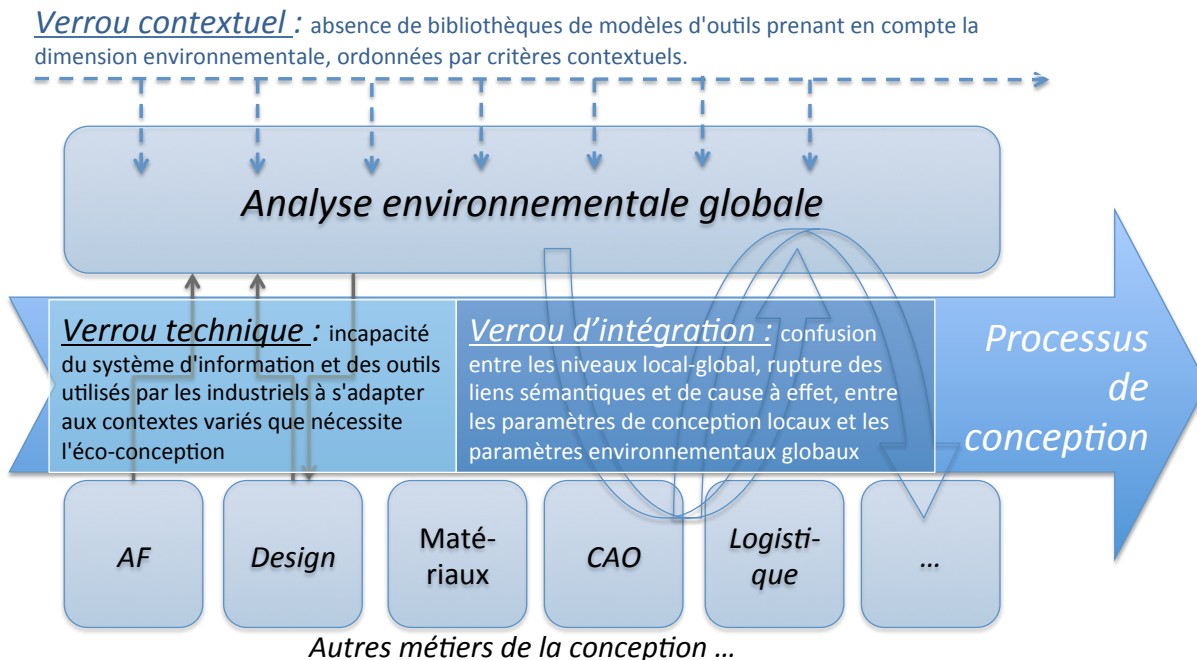 Verrou contextuel : absence de bibliothèques de modèles d'outils prenant en compte la
dimension environnementale, ordonnées par critères contextuels.
Analyse environnementale globale
Verrou technique : incapacité
du système d'information et des outils
utilisés par les industriels à s'adapter
aux contextes variés que nécessite
l'éco-conception
Verrou d’intégration : confusion
entre les niveaux local-global, rupture des
liens sémantiques et de cause à effet, entre
les paramètres de conception locaux et les
paramètres environnementaux globaux
Processus
de
conception
AF
Design
Maté-
riaux
CAO
Logisti-
que
...
Autres métiers de la conception ...